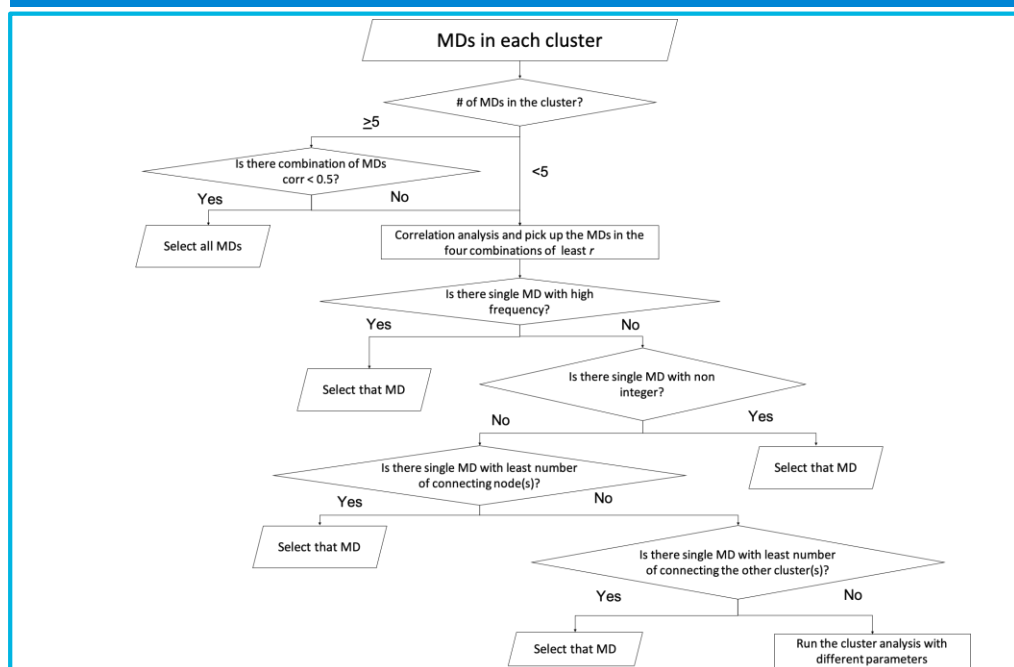 MDs in each cluster
# of MDs in the cluster?
≥5
Is there combination of MDs
corr < 0.5?
<5
Yes
No
Select all MDs
Correlation analysis and pick up the MDs in the
four combinations of least r
Is there single MD with high
frequency?
Yes
No
Select that MD
Is there single MD with non
integer?
No
Yes
Is there single MD with least number
of connecting node(s)?
Select that MD
Yes
No
Select that MD
Is there single MD with least number
of connecting the other cluster(s)?
Yes
No
Select that MD
Run the cluster analysis with
different parameters